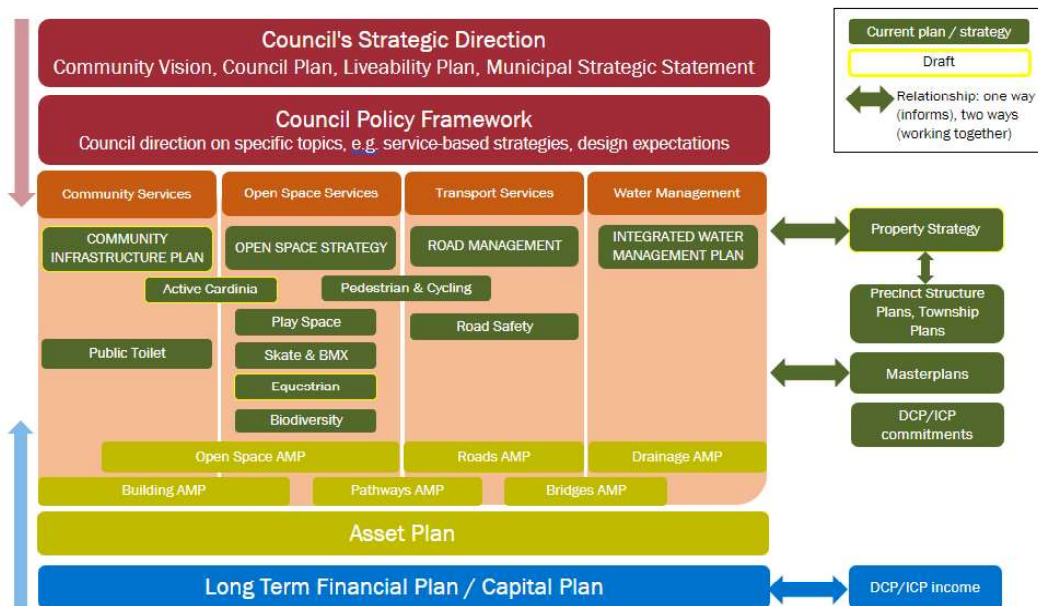 Council's Strategic Direction
Community Vision, Council Plan, Liveability Plan, Municipal Strategic Statement
Council Policy Framework
Council direction on specific topics, e.g. service-based strategies, design expectations
Community Services
Open Space Services
Transport Services
Water Management
COMMUNITY
INFRASTRUCTURE PLAN
OPEN SPACE STRATEGY
ROAD MANAGEMENT
INTEGRATED WATER
MANAGEMENT PLAN
Active Cardinia
Pedestrian & Cycling
Play Space
Road Safety
Public Toilet
Skate & BMX
Equestrian
Biodiversity
Open Space AMP
Roads AMP
Drainage AMP
Building AMP
Pathways AMP
Bridges AMP
Asset Plan
Long Term Financial Plan / Capital Plan
Current plan / strategy
Draft
Relationship: one way
(informs), two ways
(working together)
Property Strategy
Precinct Structure
Plans, Township
Plans
Masterplans
DCP/ICP
commitments
DCP/ICP income